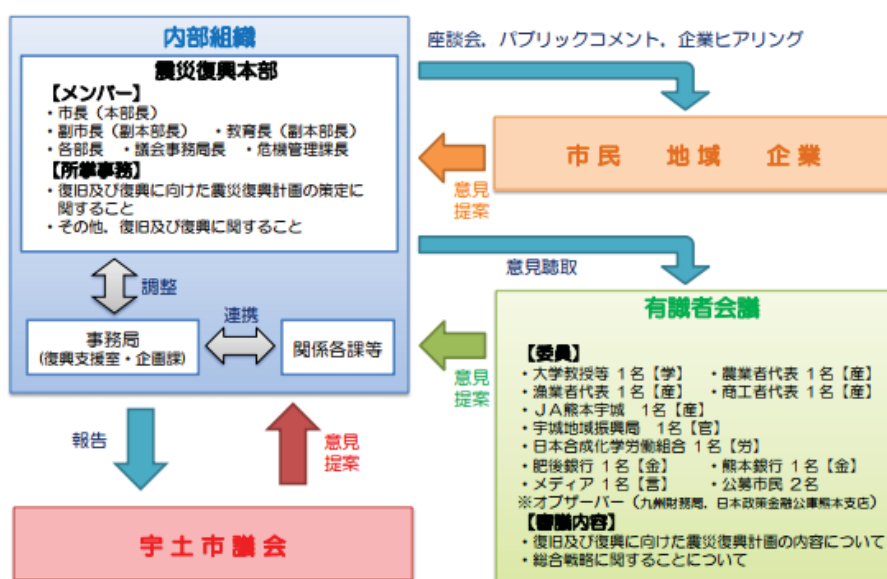 内部組織
震災復興本部
【メンバー】
・市長（本部長）
・副市長（副本部長） ・教育長（副本部長）
・各部長 ・議会事務局長 ・危機管理課長
【所掌事務】
・復旧及び復興に向けた震災復興計画の策定に
関すること
・その他，復旧及び復興に関すること
調整
事務局
(復興支援室・企画課)
連携
関係各課等
座談会，パブリックコメント，企業ヒアリング
市民 地域 企業
意見
提案
意見聴取
有識者会議
【委員】
・大学教授等 1名【学】 ・農業者代表 1名【産】
・漁業者代表 1名【産】 ・商工者代表 1名【産】
・ＪＡ熊本宇城 1名【産】
・宇城地域振興局 1名【官】
・日本合成化学労働組合 1名【労】
・肥後銀行 1名【金】 ・熊本銀行 1名【金】
・メディア 1名【言】 ・公募市民 2名
※オブザーバー（九州財務局，日本政策金融公庫熊本支店）
【審議内容】
・復旧及び復興に向けた震災復興計画の内容について
・総合戦略に関することについて
意見
提案
報告
意見
提案
宇土市議会